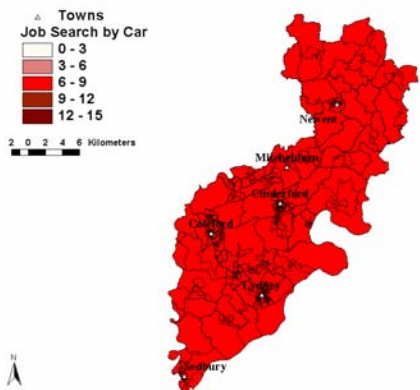 Towns
Job Search by Car
0 - 3
3 - 6
6 - 9
9 - 12
12 - 15
2 0 2 4 6 Kilometers
Newent
Mitcheldean
Cinderford
Coleford
Lydney
Sedbury
N